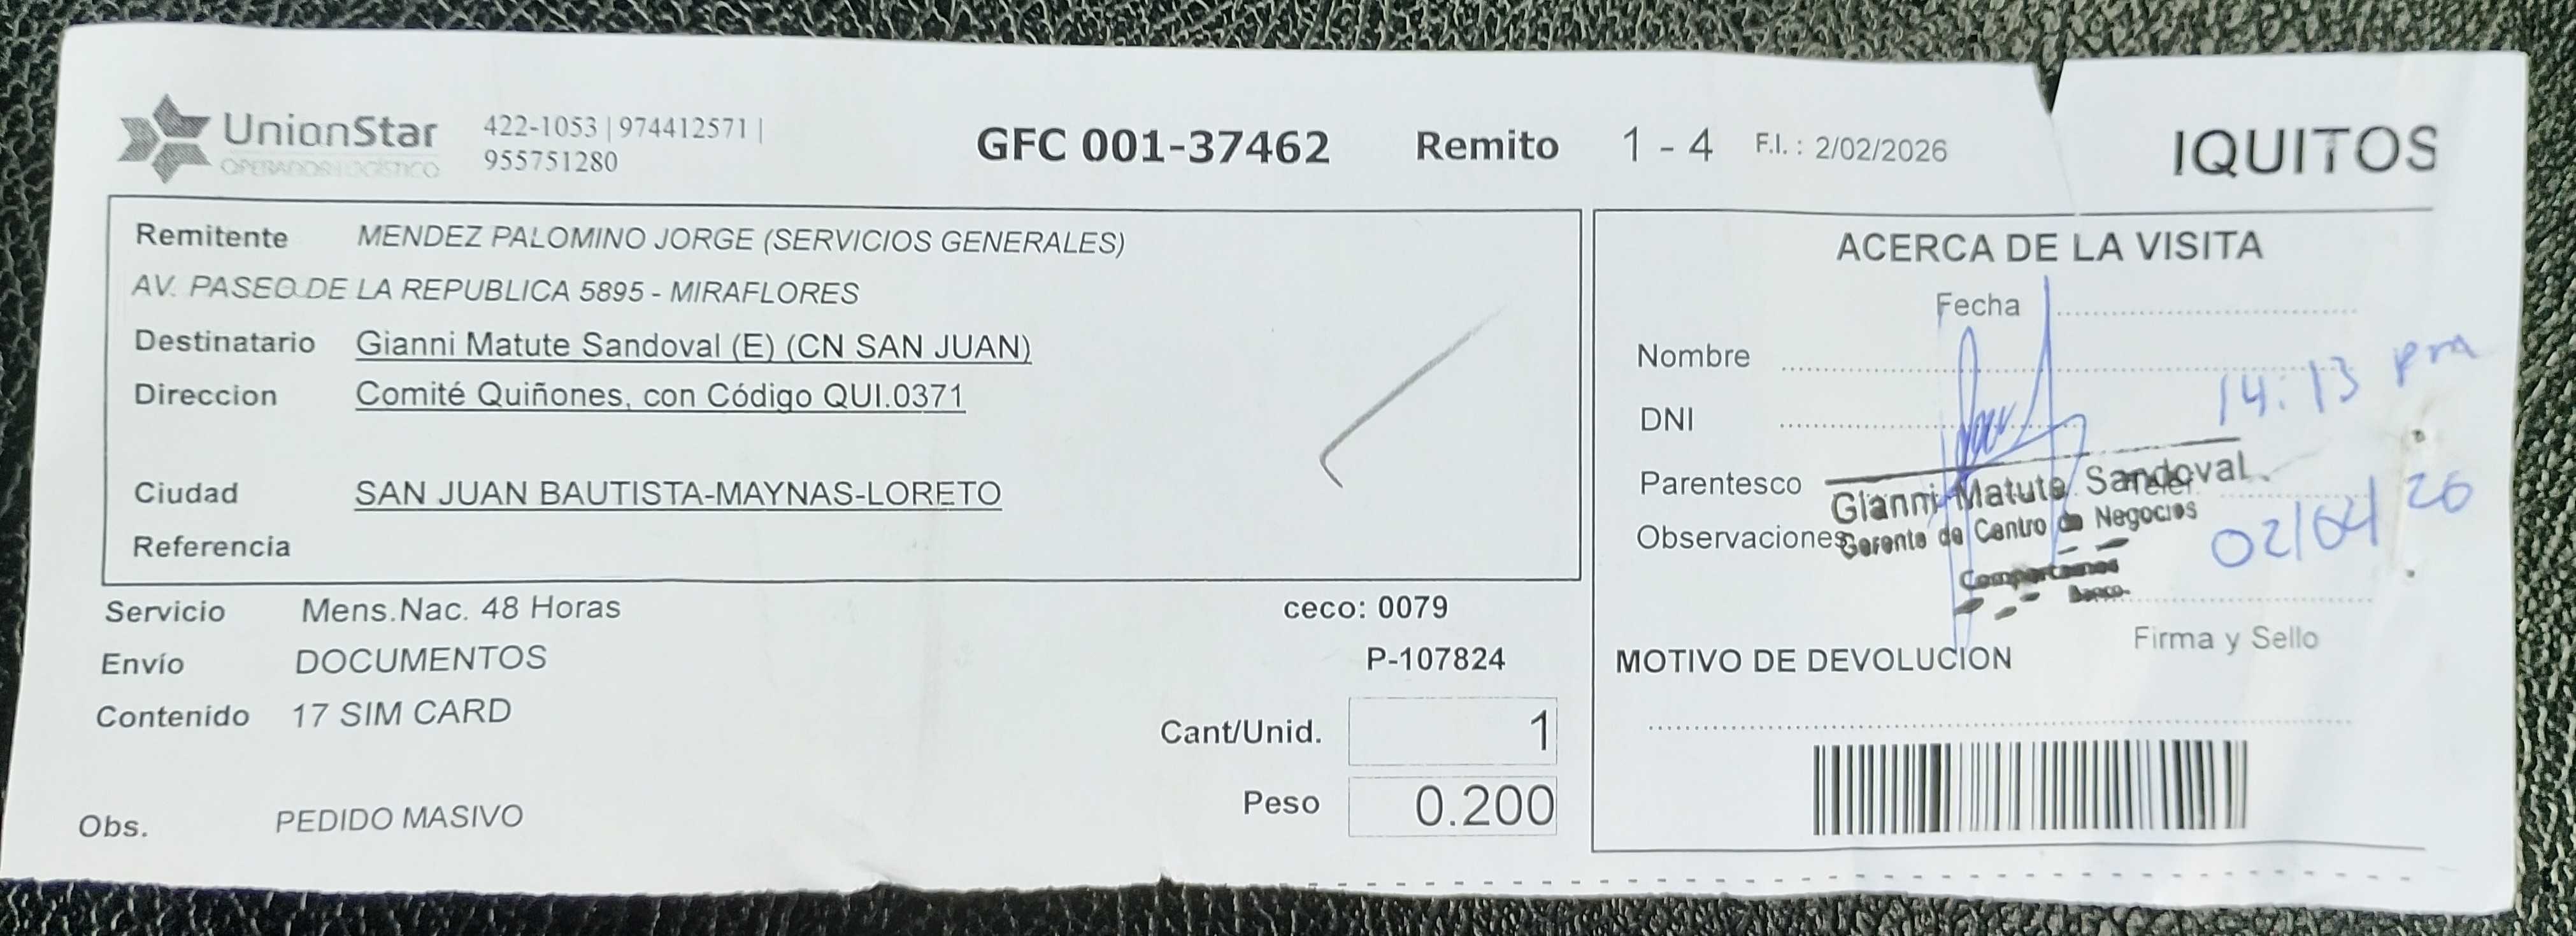 UnionStar
OPERADOR LOGÍSTICO
422-1053 | 974412571 |
955751280
GFC 001-37462 Remito 1 - 4 F.I. : 2/02/2026 IQUITOS
Remitente MENDEZ PALOMINO JORGE (SERVICIOS GENERALES)
AV. PASEO DE LA REPUBLICA 5895 - MIRAFLORES
Destinatario Gianni Matute Sandoval (E) (CN SAN JUAN)
Direccion Comité Quiñones, con Código QUI.0371
Ciudad SAN JUAN BAUTISTA-MAYNAS-LORETO
Referencia
Servicio Mens.Nac. 48 Horas
Envío DOCUMENTOS
Contenido 17 SIM CARD
Obs. PEDIDO MASIVO
ceco: 0079
P-107824
Cant/Unid. 1
Peso 0.200
ACERCA DE LA VISITA
Fecha
Nombre
14:13 pm
DNI
Parentesco
Gianni Matute Sandoval
Observaciones
Gerente de Centro de Negocios
02/04/26
Compartamos
Banco
Firma y Sello
MOTIVO DE DEVOLUCION